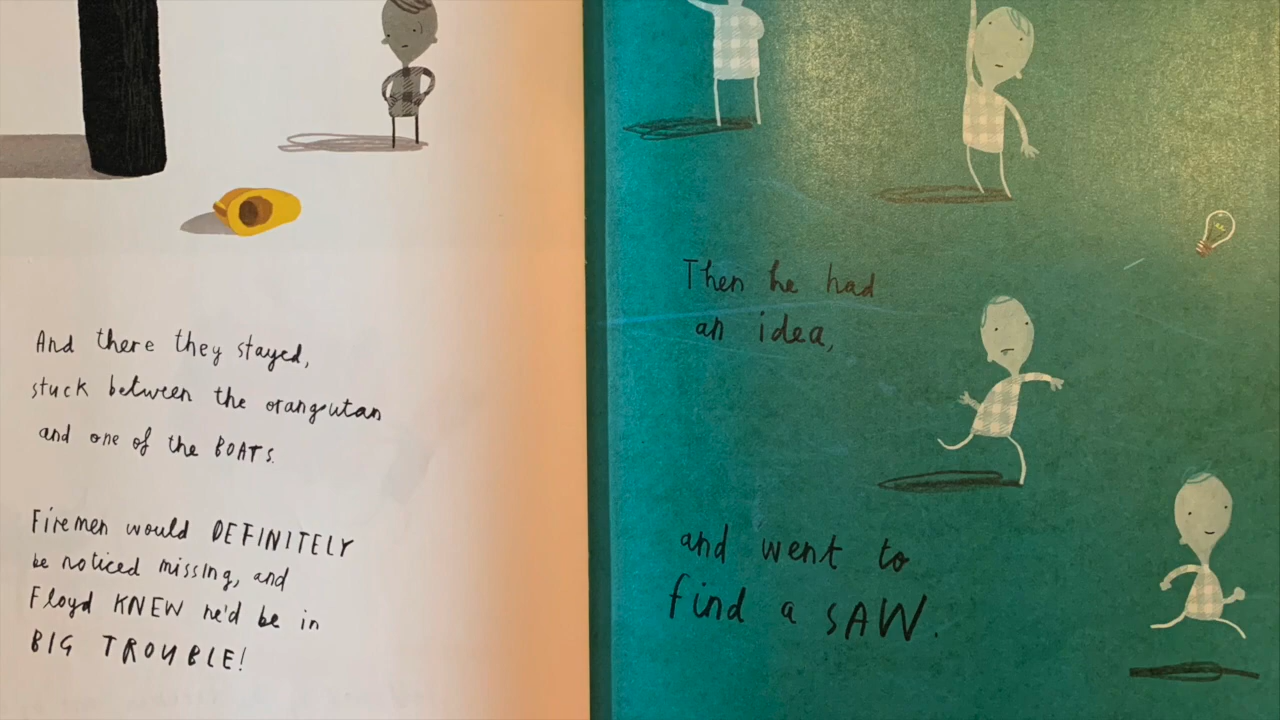 And there they stayed,
stuck between the orangutan
and one of the BOATS.
Firemen would DEFINITELY
be noticed missing, and
Floyd KNEW he'd be in
BIG TROUBLE!
Then he had
an idea,
and went to
find a SAW.